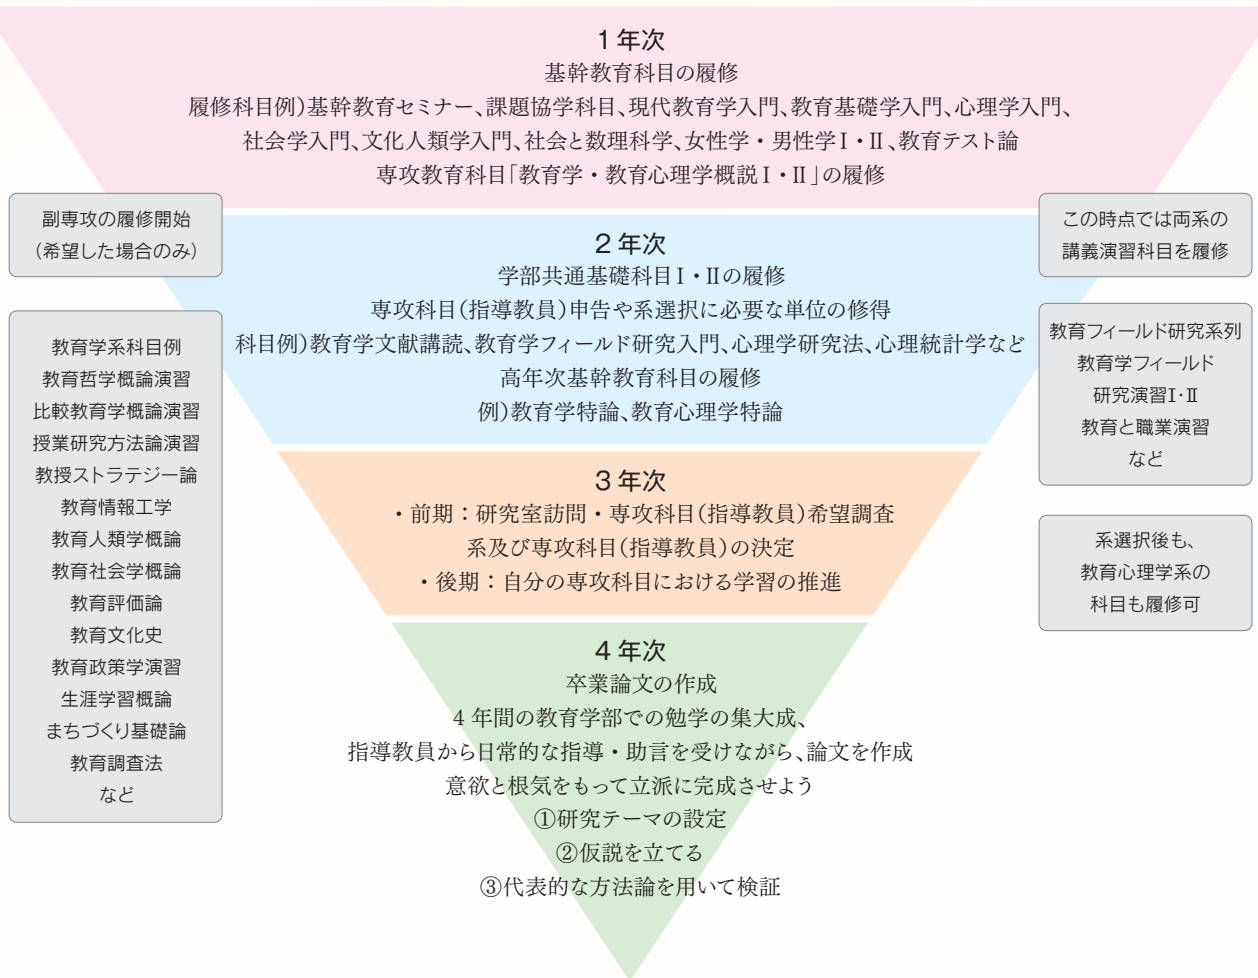 1年次
基幹教育科目の履修
履修科目例)基幹教育セミナー、課題協学科目、現代教育学入門、教育基礎学入門、心理学入門、
社会学入門、文化人類学入門、社会と数理科学、女性学・男性学Ⅰ・Ⅱ、教育テスト論
専攻教育科目「教育学・教育心理学概説Ⅰ・Ⅱ」の履修
副専攻の履修開始
(希望した場合のみ)
2年次
学部共通基礎科目Ⅰ・Ⅱの履修
専攻科目(指導教員)申告や系選択に必要な単位の修得
科目例)教育学文献講読、教育学フィールド研究入門、心理学研究法、心理統計学など
高年次基幹教育科目の履修
例)教育学特論、教育心理学特論
この時点では両系の
講義演習科目を履修
教育学系科目例
教育哲学概論演習
比較教育学概論演習
授業研究方法論演習
教授ストラテジー論
教育情報工学
教育人類学概論
教育社会学概論
教育評価論
教育文化史
教育政策学演習
生涯学習概論
まちづくり基礎論
教育調査法
など
教育フィールド研究系列
教育学フィールド
研究演習Ⅰ・Ⅱ
教育と職業演習
など
3年次
・前期：研究室訪問・専攻科目(指導教員)希望調査
系及び専攻科目(指導教員)の決定
・後期：自分の専攻科目における学習の推進
系選択後も、
教育心理学系の
科目も履修可
4年次
卒業論文の作成
4年間の教育学部での勉学の集大成、
指導教員から日常的な指導・助言を受けながら、論文を作成
意欲と根気をもって立派に完成させよう
①研究テーマの設定
②仮説を立てる
③代表的な方法論を用いて検証